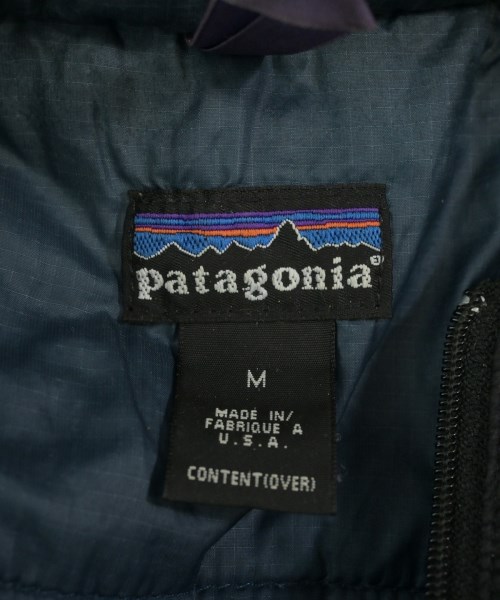 patagonia®
M
MADE IN/
FABRIQUE A
U.S.A.
CONTENT(OVER)